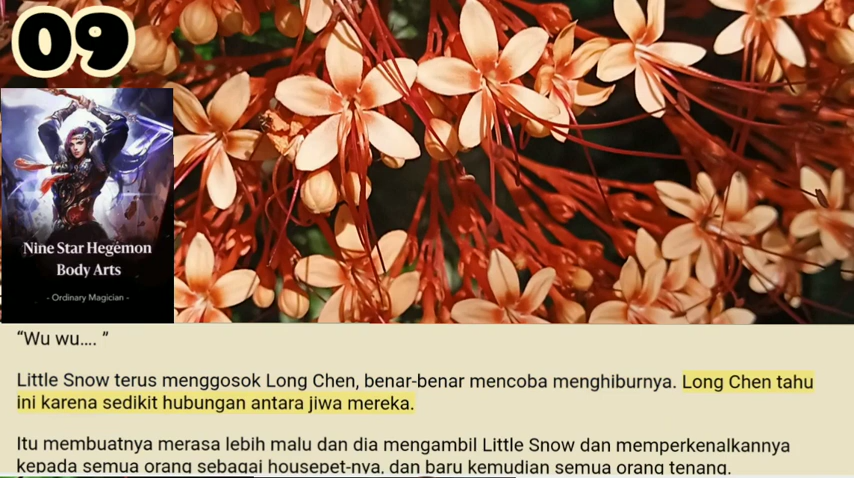 09
Nine Star Hegemon
Body Arts
- Ordinary Magician -
“Wu wu.... ”
Little Snow terus menggosok Long Chen, benar-benar mencoba menghiburnya. Long Chen tahu
ini karena sedikit hubungan antara jiwa mereka.
Itu membuatnya merasa lebih malu dan dia mengambil Little Snow dan memperkenalkannya
kepada semua orang sebagai housepet-nya, dan baru kemudian semua orang tenang.